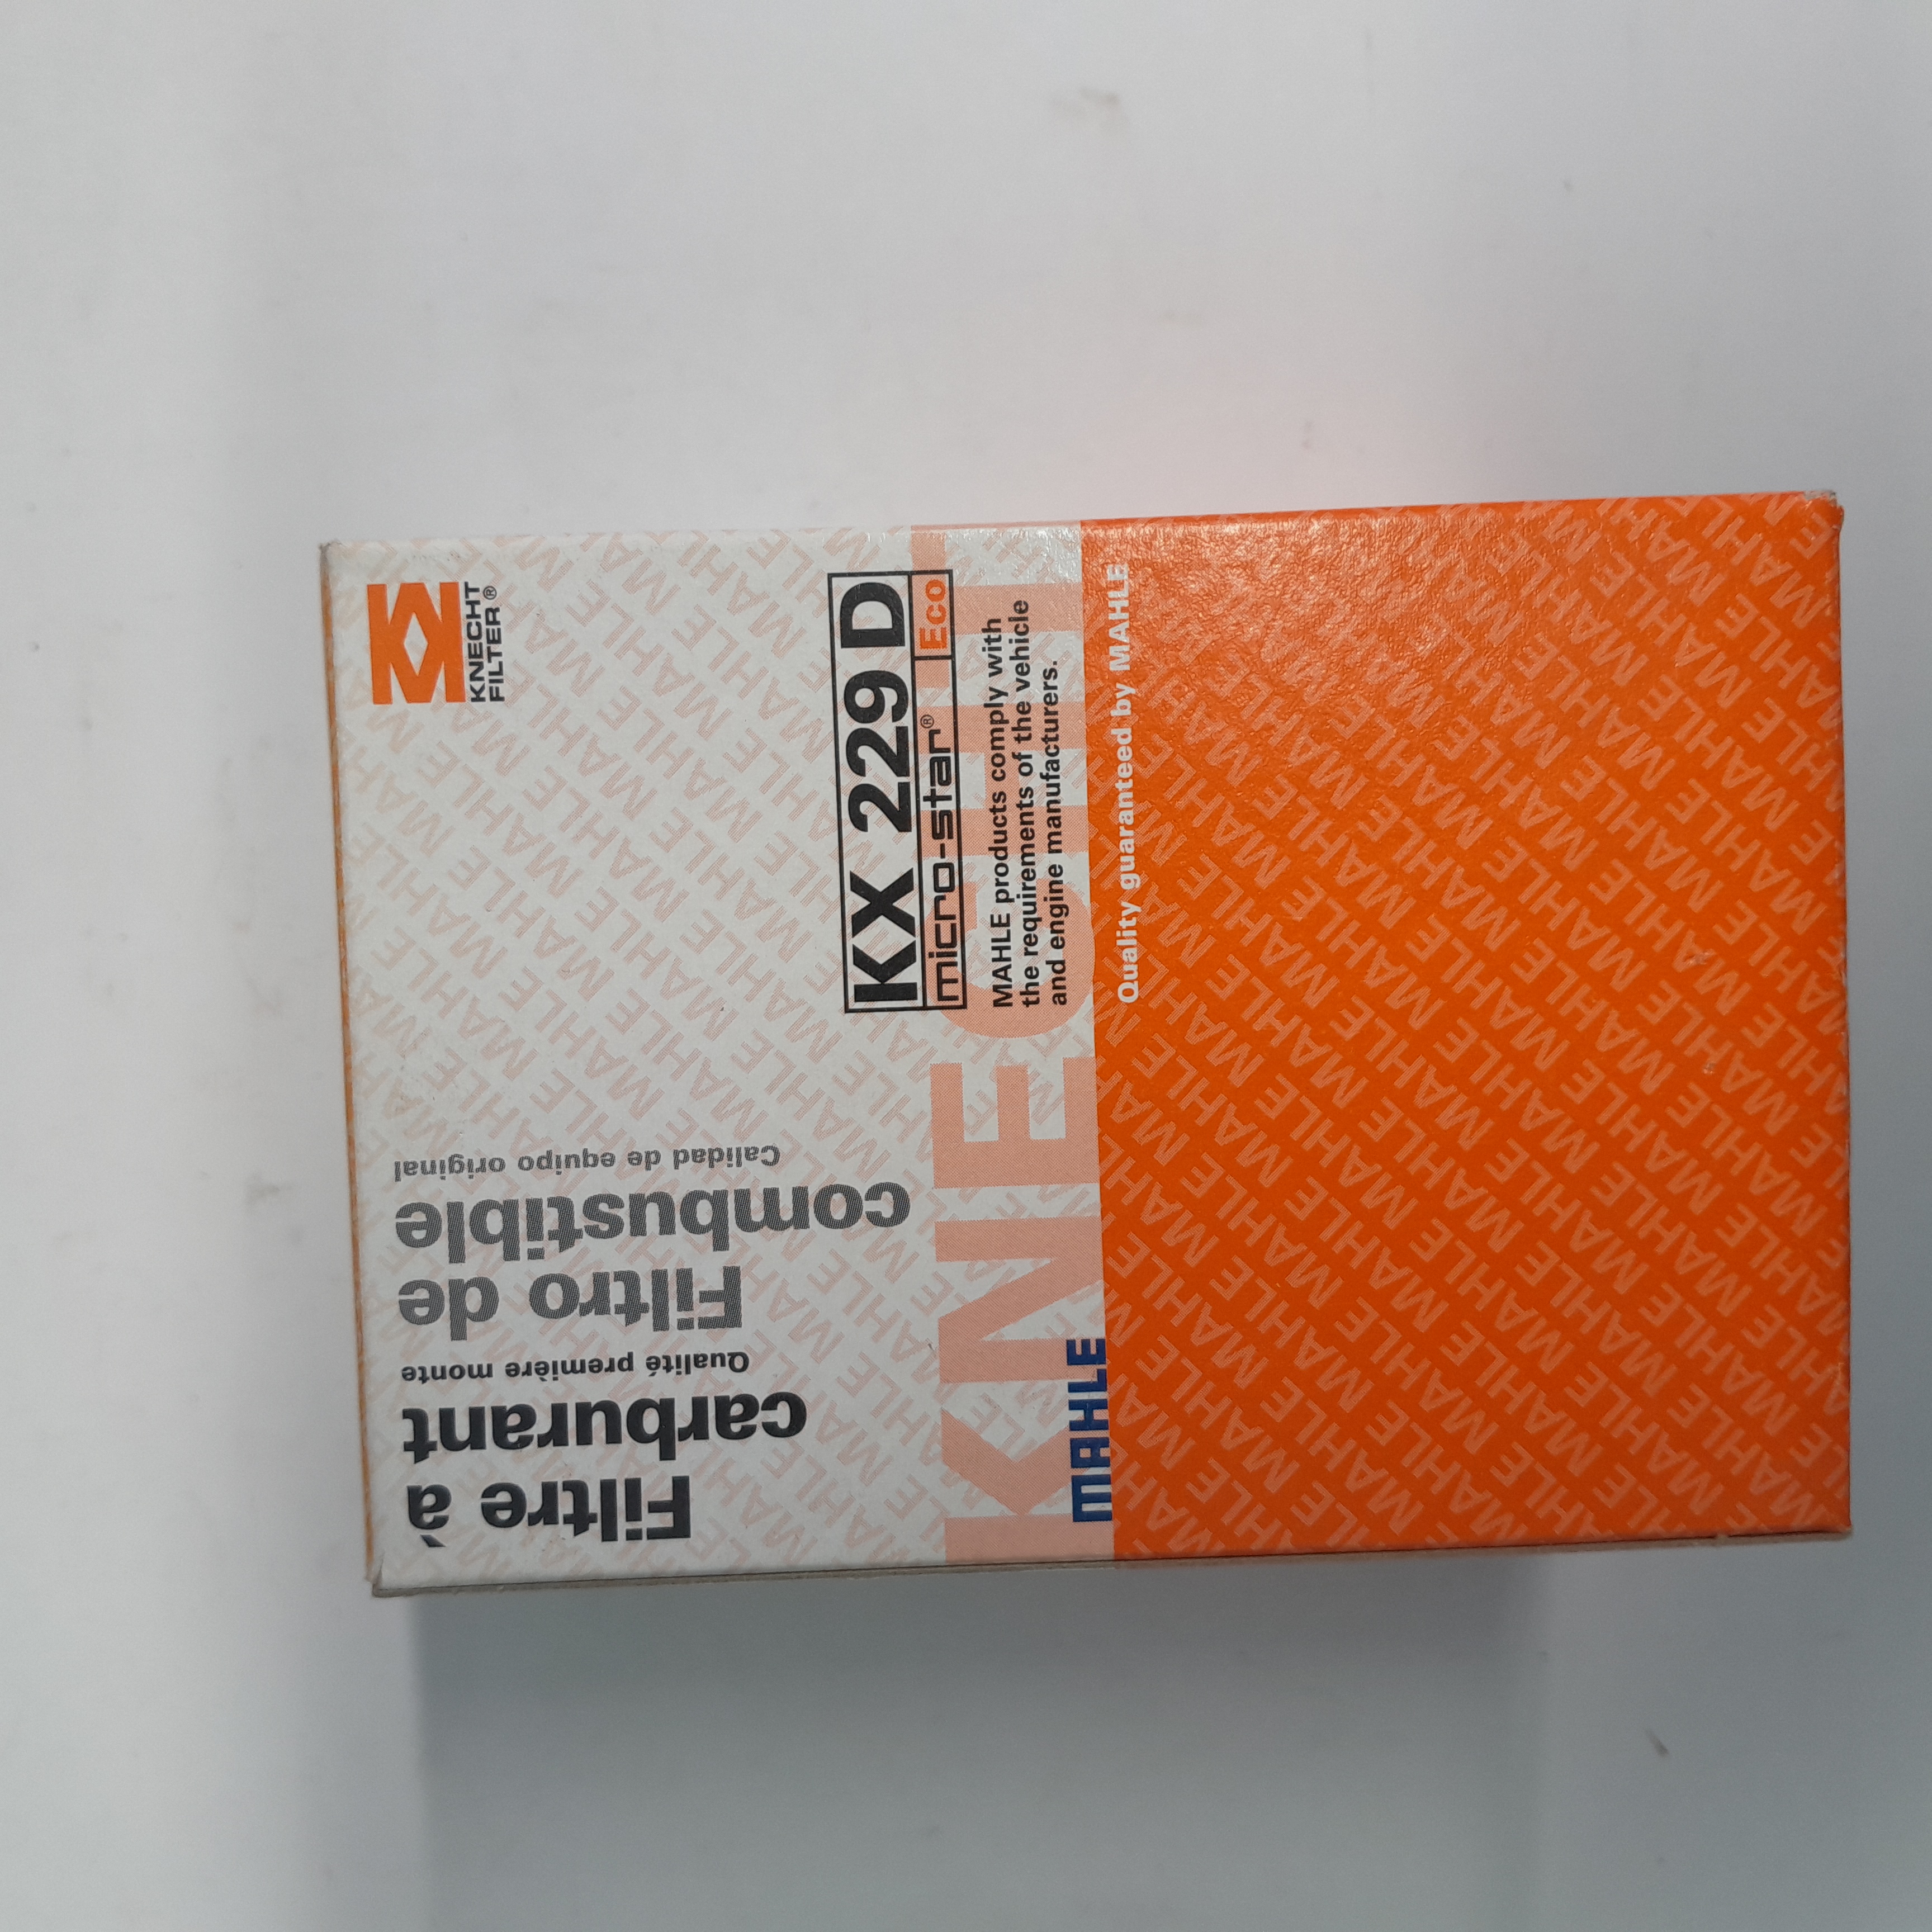 KNECHT
FILTER®
KX 229 D
micro-star® Eco
MAHLE products comply with
the requirements of the vehicle
and engine manufacturers.
Quality guaranteed by MAHLE
KNECHT
MAHLE
Filtre à
carburant
Qualité première monte
Filtro de
combustible
Calidad de equipo original